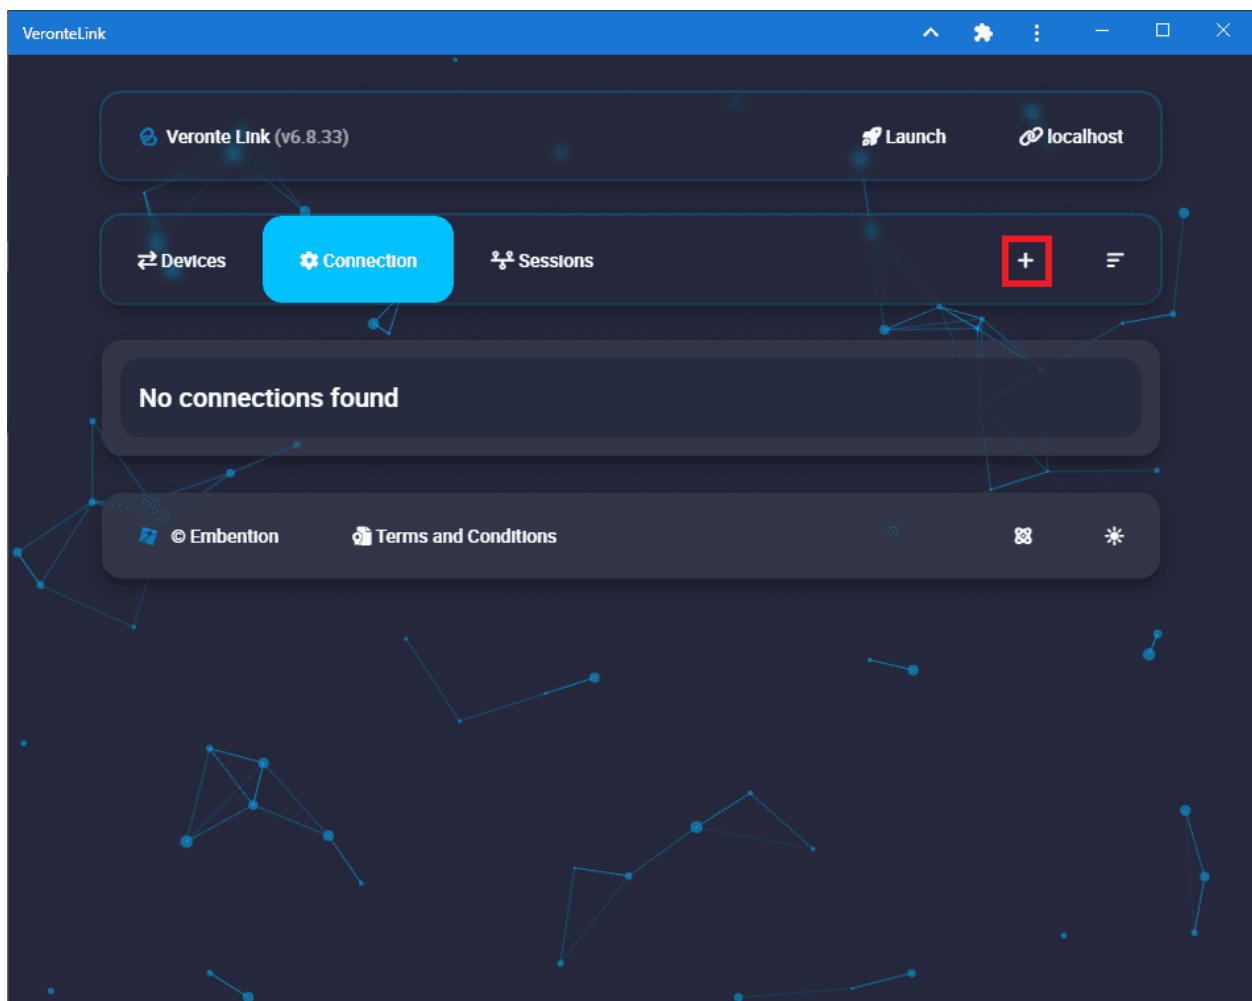 VeronteLink
Veronte Link (v6.8.33)
Launch
localhost
Devices
Connection
Sessions
No connections found
© Embention
Terms and Conditions